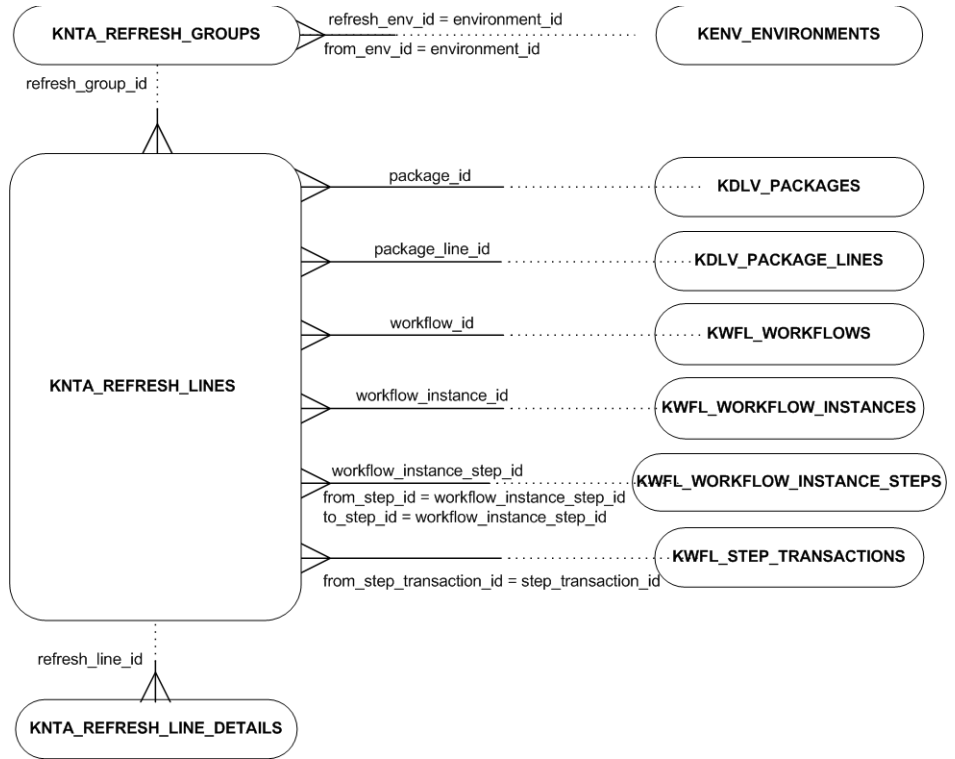 refresh_env_id = environment_id
KNTA_REFRESH_GROUPS
KENV_ENVIRONMENTS
from_env_id = environment_id
refresh_group_id
package_id
KDLV_PACKAGES
package_line_id
KDLV_PACKAGE_LINES
workflow_id
KWFL_WORKFLOWS
KNTA_REFRESH_LINES
workflow_instance_id
KWFL_WORKFLOW_INSTANCES
workflow_instance_step_id
KWFL_WORKFLOW_INSTANCE_STEPS
from_step_id = workflow_instance_step_id
to_step_id = workflow_instance_step_id
KWFL_STEP_TRANSACTIONS
from_step_transaction_id = step_transaction_id
refresh_line_id
KNTA_REFRESH_LINE_DETAILS